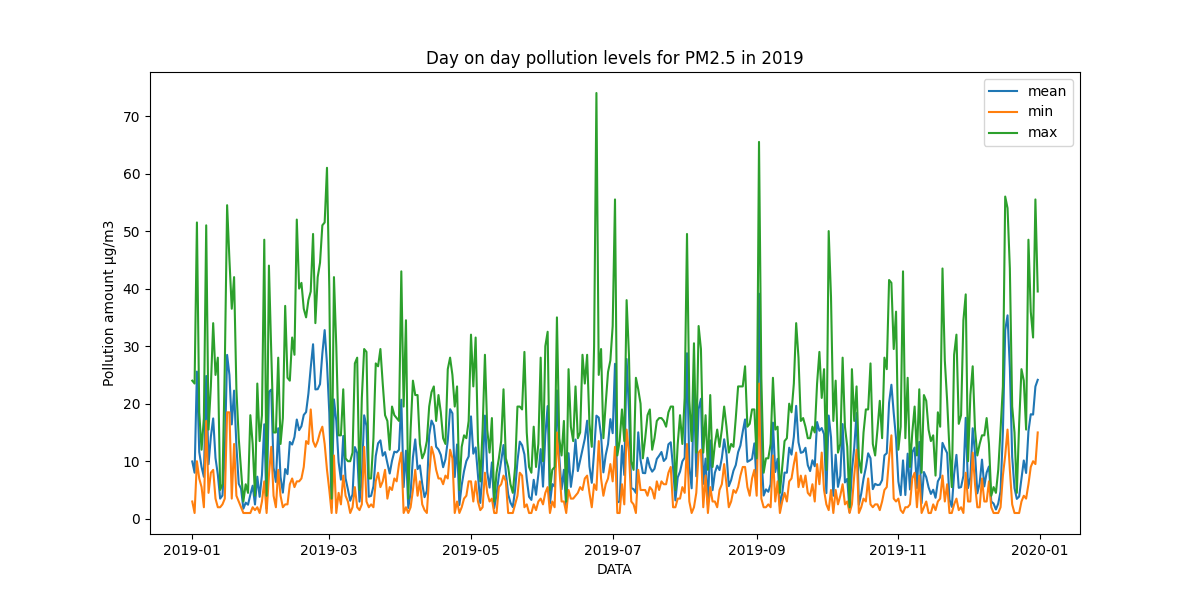 Day on day pollution levels for PM2.5 in 2019
mean
min
max
Pollution amount µg/m3
70
60
50
40
30
20
10
0
2019-01
2019-03
2019-05
2019-07
2019-09
2019-11
2020-01
DATA